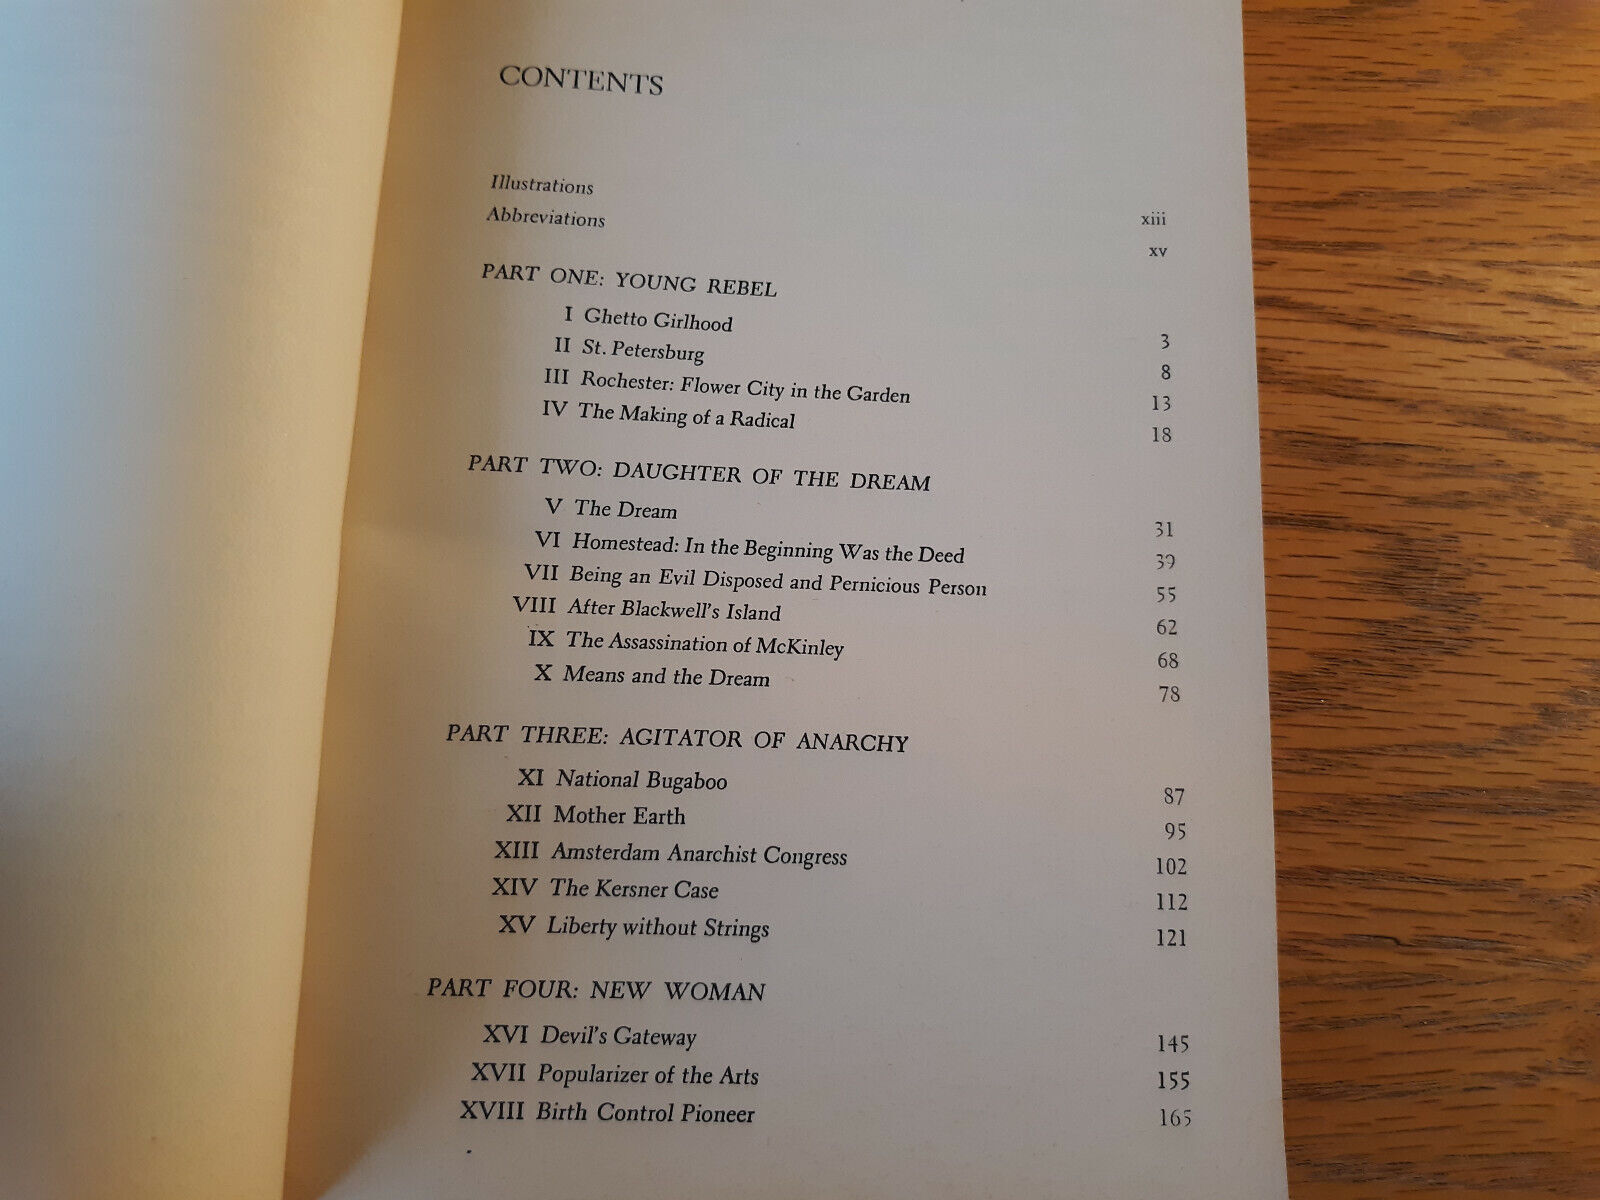 CONTENTS
Illustrations xiii
Abbreviations xv
PART ONE: YOUNG REBEL
I Ghetto Girlhood 3
II St. Petersburg 8
III Rochester: Flower City in the Garden 13
IV The Making of a Radical 18
PART TWO: DAUGHTER OF THE DREAM
V The Dream 31
VI Homestead: In the Beginning Was the Deed 39
VII Being an Evil Disposed and Pernicious Person 55
VIII After Blackwell's Island 62
IX The Assassination of McKinley 68
X Means and the Dream 78
PART THREE: AGITATOR OF ANARCHY
XI National Bugaboo 87
XII Mother Earth 95
XIII Amsterdam Anarchist Congress 102
XIV The Kersner Case 112
XV Liberty without Strings 121
PART FOUR: NEW WOMAN
XVI Devil's Gateway 145
XVII Popularizer of the Arts 155
XVIII Birth Control Pioneer 165